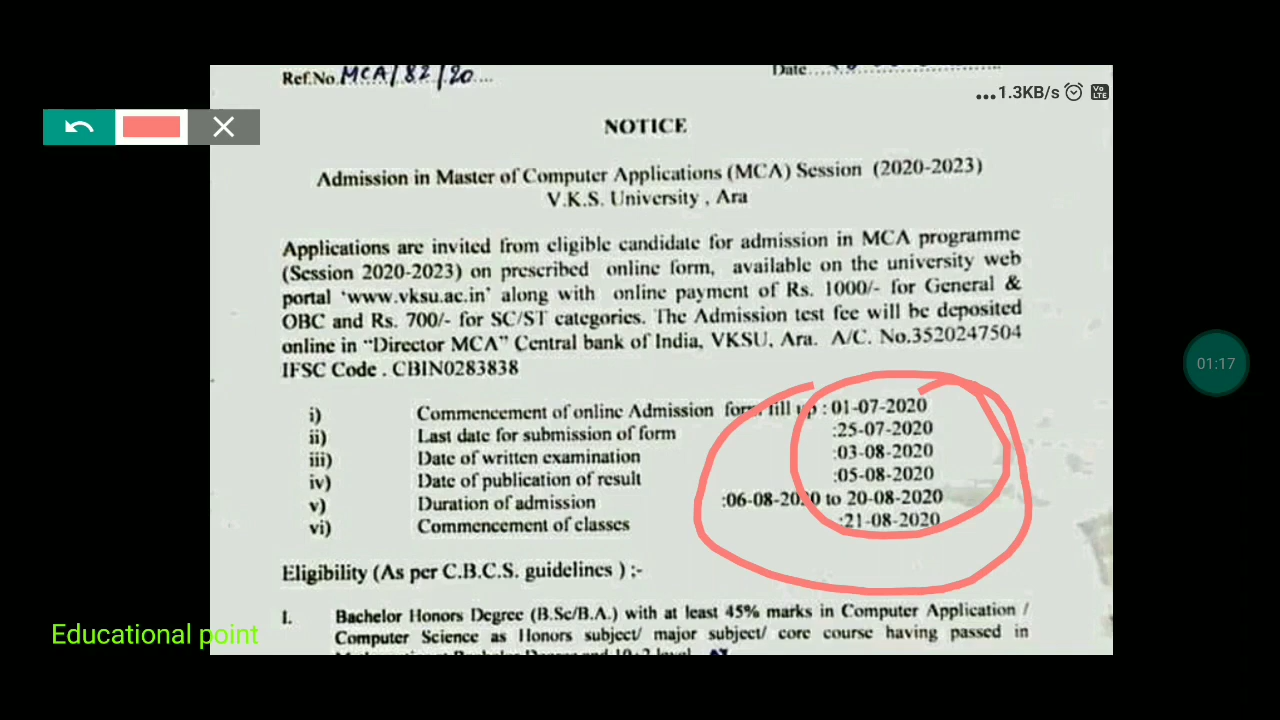 Ref.No. MCA/82/20....
Date
...1.3KB/s
Vo LTE
NOTICE
Admission in Master of Computer Applications (MCA) Session (2020-2023)
V.K.S. University , Ara
Applications are invited from eligible candidate for admission in MCA programme
(Session 2020-2023) on prescribed online form, available on the university web
portal 'www.vksu.ac.in' along with online payment of Rs. 1000/- for General &
OBC and Rs. 700/- for SC/ST categories. The Admission test fee will be deposited
online in "Director MCA" Central bank of India, VKSU, Ara. A/C. No.3520247504
IFSC Code . CBIN0283838
i) Commencement of online Admission form fill up : 01-07-2020
ii) Last date for submission of form :25-07-2020
iii) Date of written examination :03-08-2020
iv) Date of publication of result :05-08-2020
v) Duration of admission :06-08-2020 to 20-08-2020
vi) Commencement of classes :21-08-2020
Eligibility (As per C.B.C.S. guidelines ) :-
1. Bachelor Honors Degree (B.Sc/B.A.) with at least 45% marks in Computer Application /
Computer Science as Honors subject/ major subject/ core course having passed in
01:17
Educational point